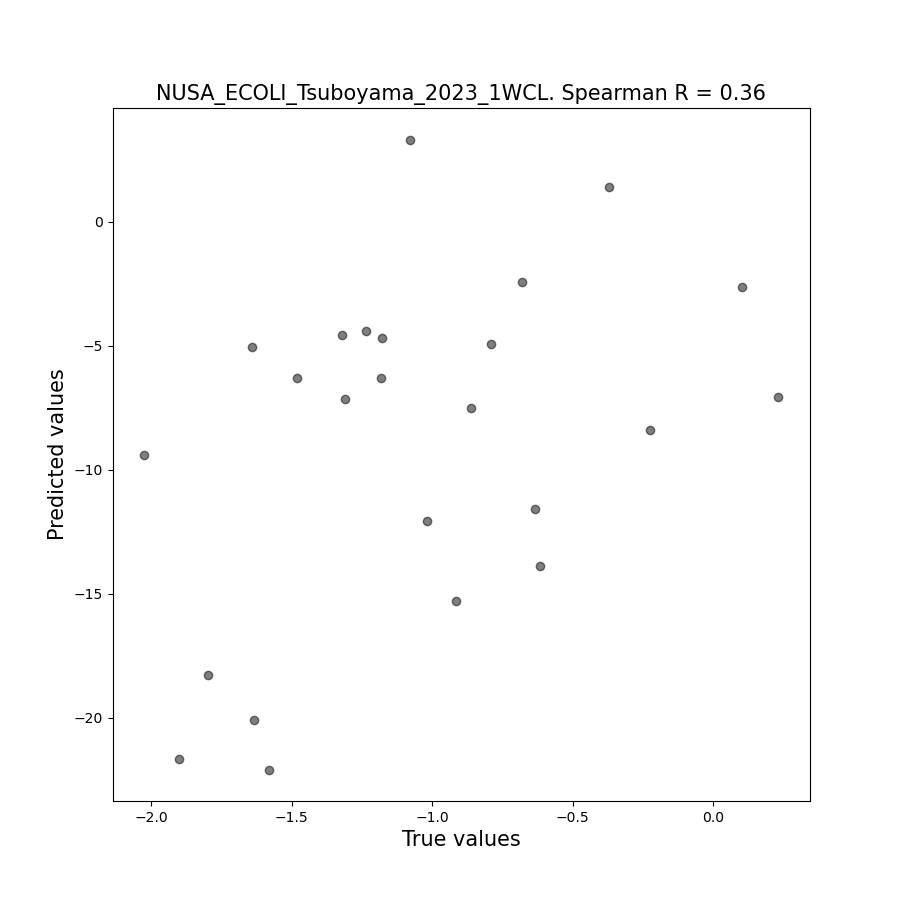 NUSA_ECOLI_Tsuboyama_2023_1WCL. Spearman R = 0.36
0
−5
−10
−15
−20
Predicted values
−2.0 −1.5 −1.0 −0.5 0.0
True values